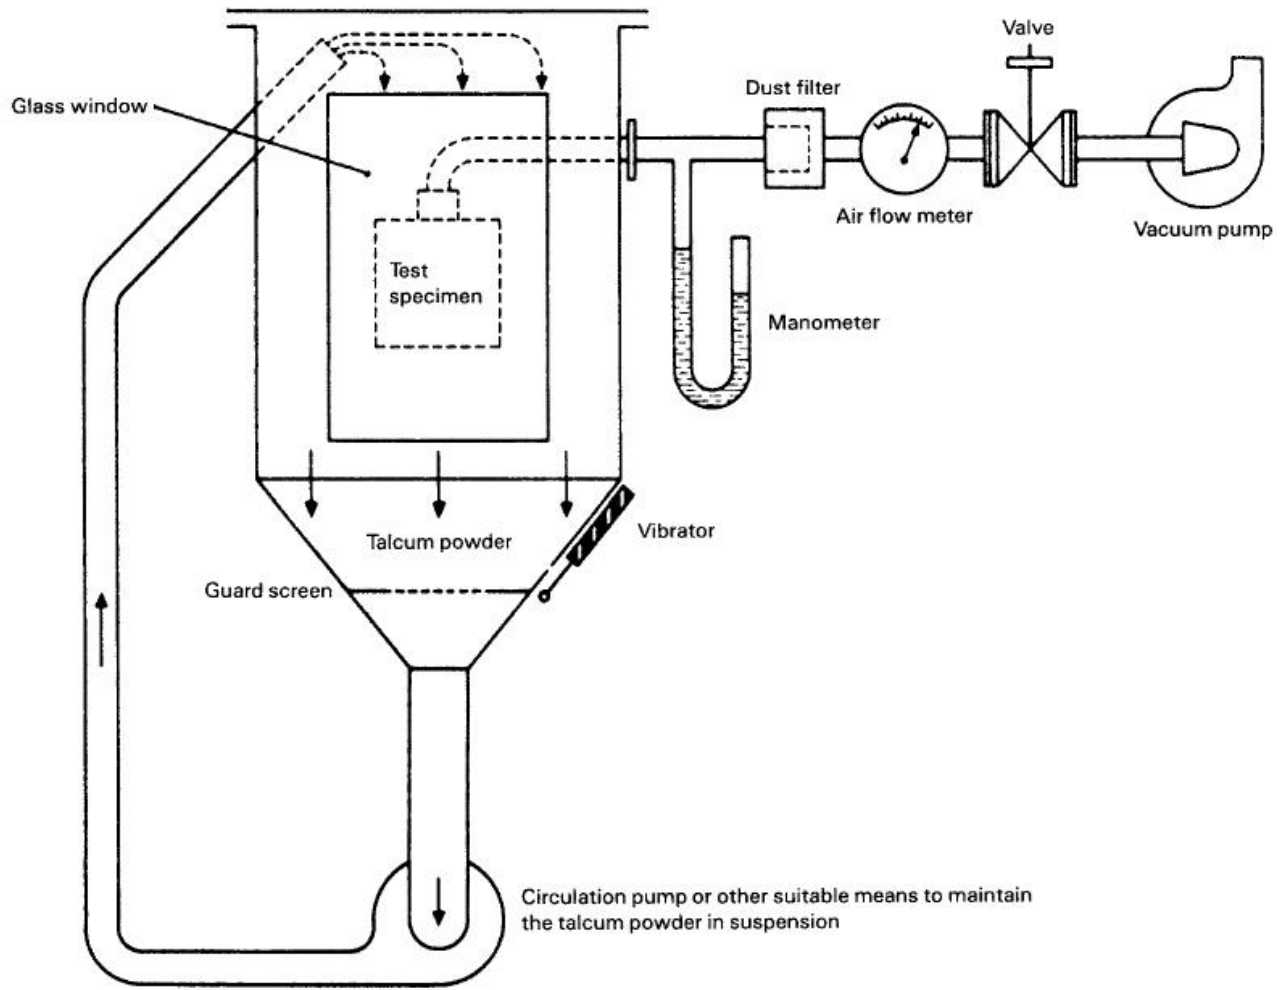 Valve
Dust filter
Glass window
Air flow meter
Vacuum pump
Test
specimen
Manometer
Vibrator
Talcum powder
Guard screen
Circulation pump or other suitable means to maintain
the talcum powder in suspension